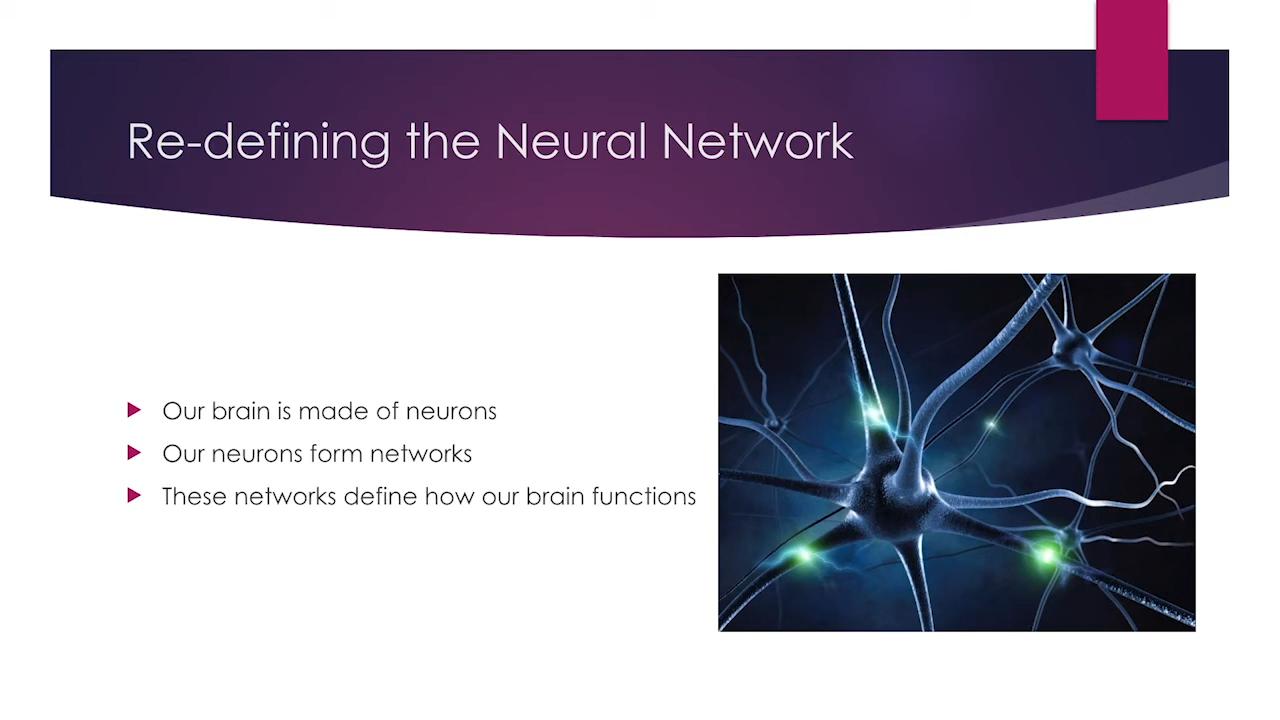 Re-defining the Neural Network
Our brain is made of neurons
Our neurons form networks
These networks define how our brain functions